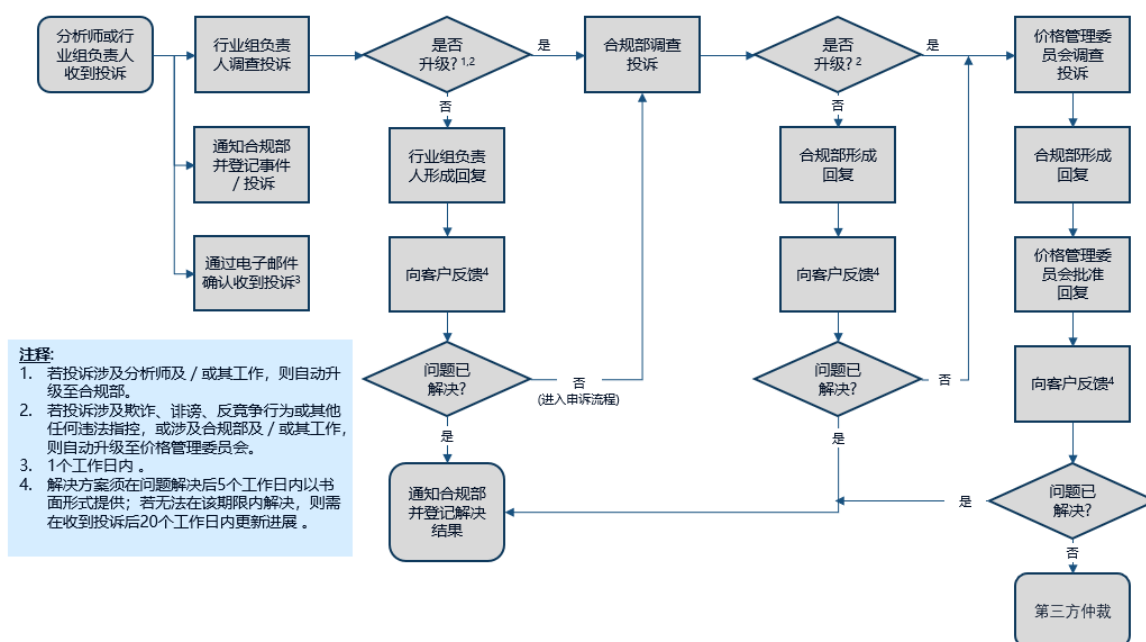 分析师或行
业组负责人
收到投诉
行业组负责
人调查投诉
是否
升级? 1,2
是
合规部调查
投诉
是否
升级? 2
是
价格管理委
员会调查
投诉
否
否
通知合规部
并登记事件
/ 投诉
行业组负责
人形成回复
合规部形成
回复
合规部形成
回复
通过电子邮件
确认收到投诉3
向客户反馈4
向客户反馈4
价格管理委
员会批准
回复
注释:
1. 若投诉涉及分析师及 / 或其工作，则自动升
级至合规部。
2. 若投诉涉及欺诈、诽谤、反竞争行为或其他
任何违法指控，或涉及合规部及 / 或其工作，
则自动升级至价格管理委员会。
3. 1个工作日内 。
4. 解决方案须在问题解决后5个工作日内以书
面形式提供；若无法在该期限内解决，则需
在收到投诉后20个工作日内更新进展 。
问题已
解决?
否
(进入申诉流程)
问题已
解决?
否
向客户反馈4
是
是
通知合规部
并登记解决
结果
是
问题已
解决?
否
第三方仲裁